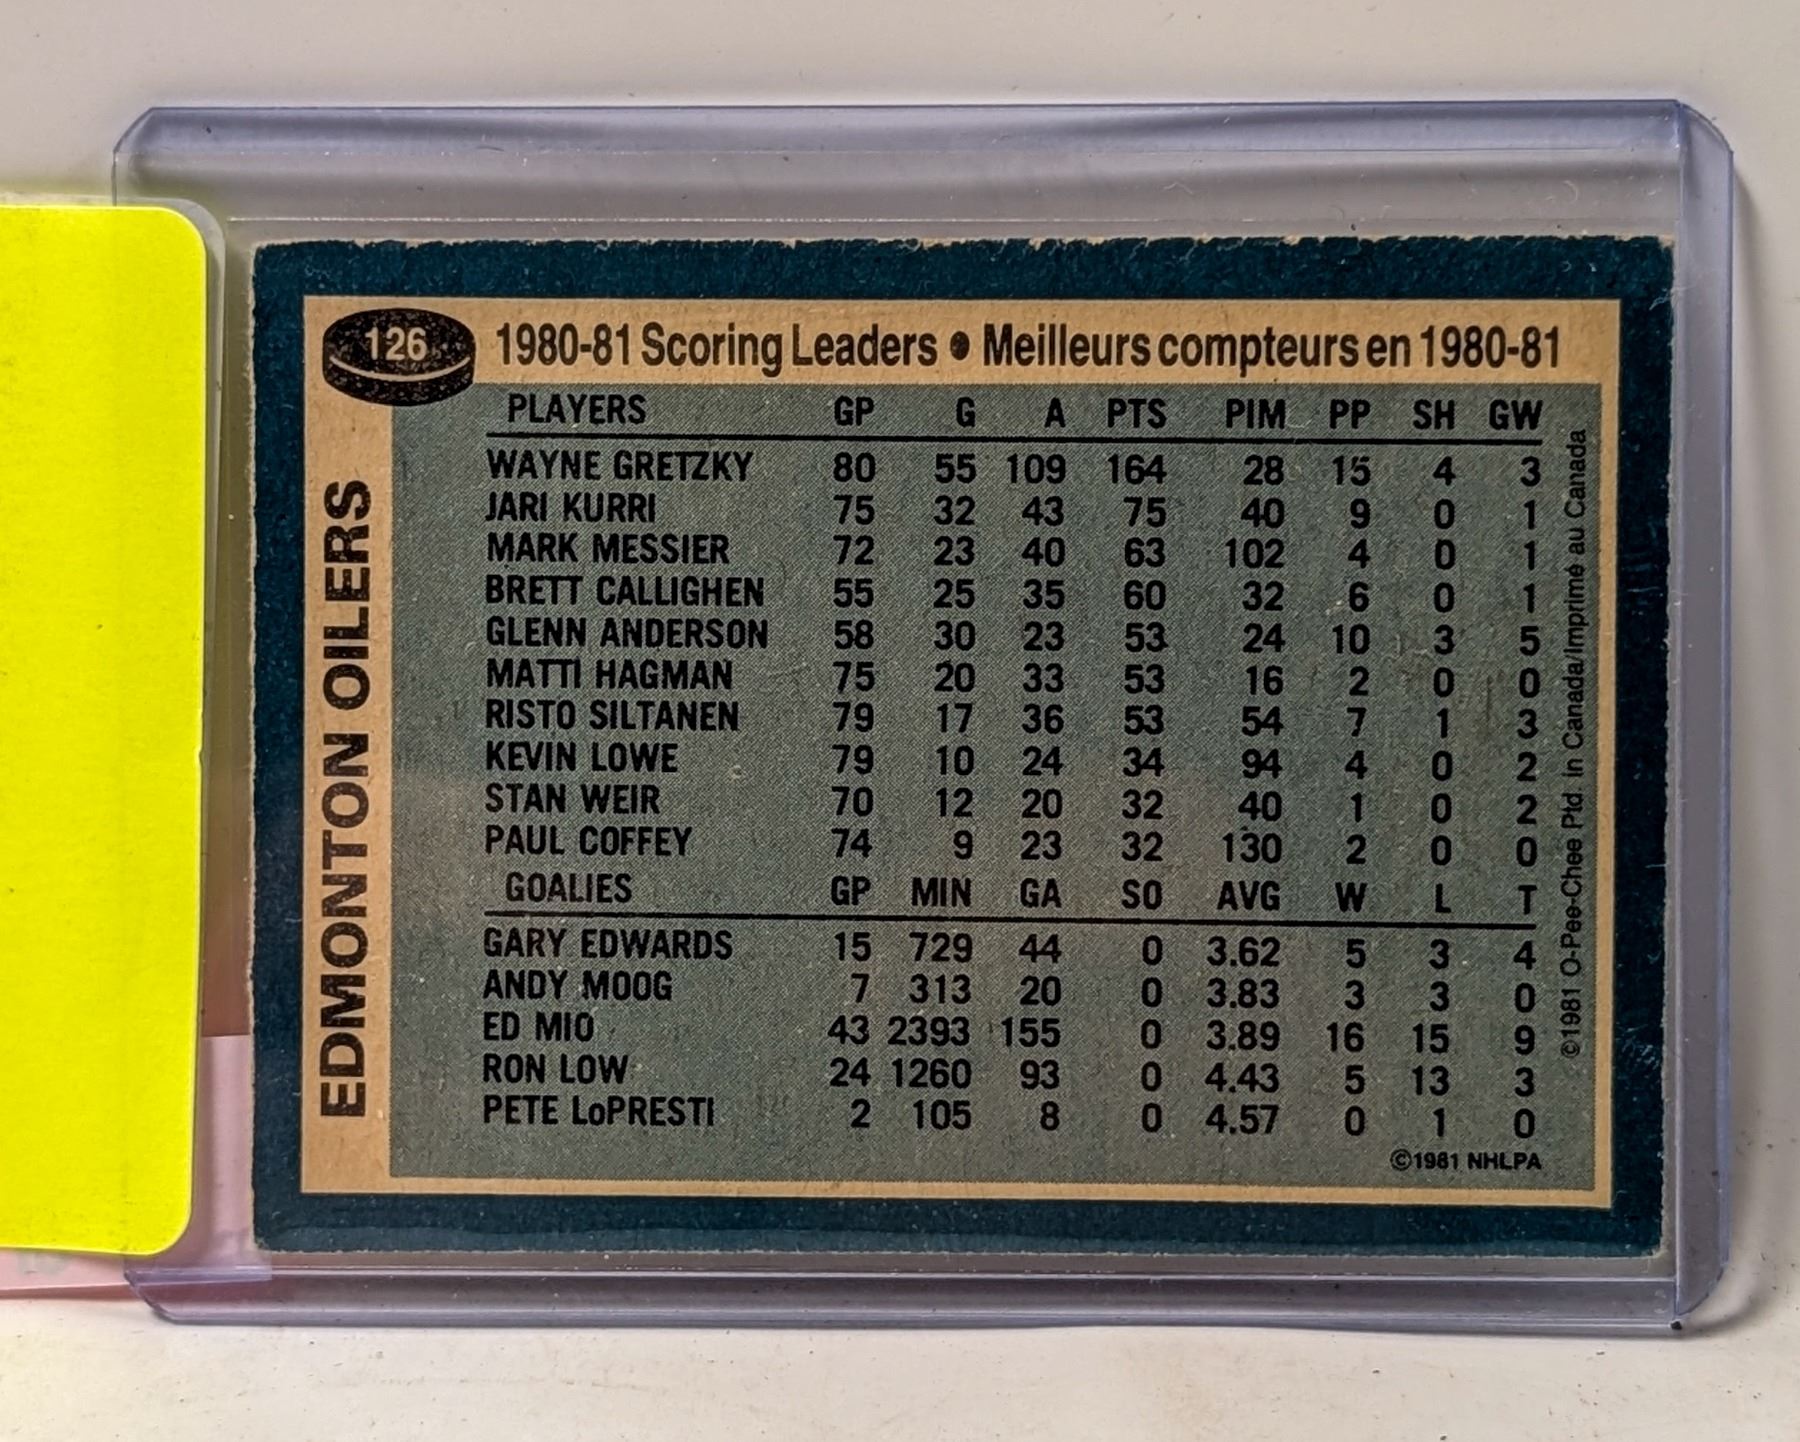 126
1980-81 Scoring Leaders • Meilleurs compteurs en 1980-81
EDMONTON OILERS
PLAYERS GP G A PTS PIM PP SH GW
WAYNE GRETZKY 80 55 109 164 28 15 4 3
JARI KURRI 75 32 43 75 40 9 0 1
MARK MESSIER 72 23 40 63 102 4 0 1
BRETT CALLIGHEN 55 25 35 60 32 6 0 1
GLENN ANDERSON 58 30 23 53 24 10 3 5
MATTI HAGMAN 75 20 33 53 16 2 0 0
RISTO SILTANEN 79 17 36 53 54 7 1 3
KEVIN LOWE 79 10 24 34 94 4 0 2
STAN WEIR 70 12 20 32 40 1 0 2
PAUL COFFEY 74 9 23 32 130 2 0 0
GOALIES GP MIN GA SO AVG W L T
GARY EDWARDS 15 729 44 0 3.62 5 3 4
ANDY MOOG 7 313 20 0 3.83 3 3 0
ED MIO 43 2393 155 0 3.89 16 15 9
RON LOW 24 1260 93 0 4.43 5 13 3
PETE LoPRESTI 2 105 8 0 4.57 0 1 0
©1981 NHLPA
©1981 O-Pee-Chee Ptd. in Canada/Imprimé au Canada